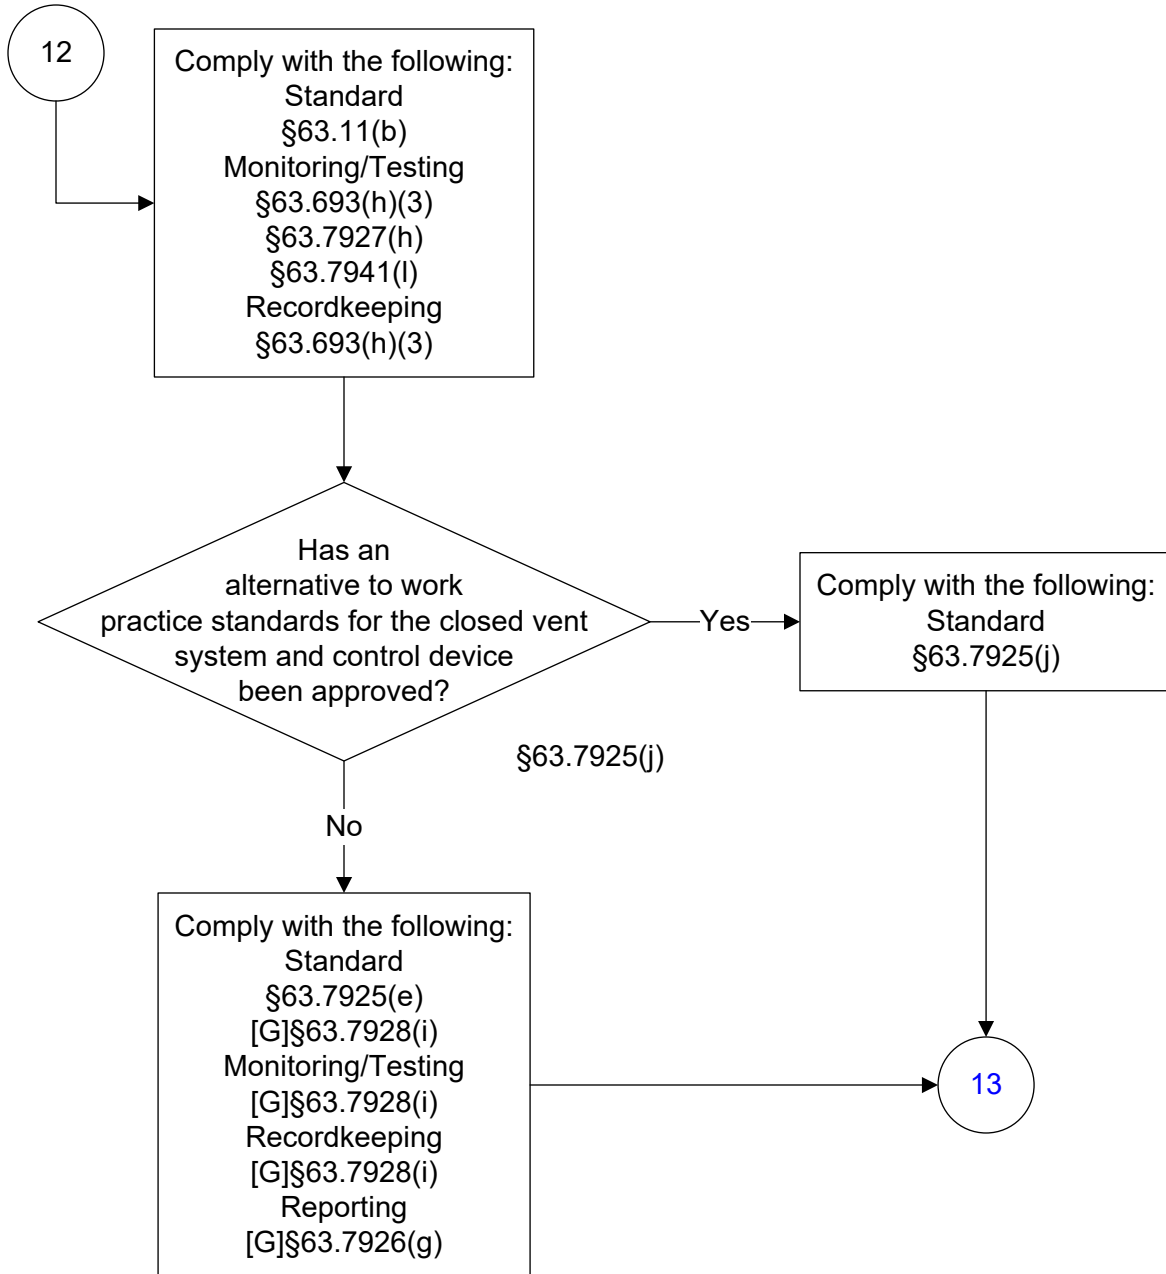 12
Comply with the following:
Standard
§63.11(b)
Monitoring/Testing
§63.693(h)(3)
§63.7927(h)
§63.7941(l)
Recordkeeping
§63.693(h)(3)
Has an
alternative to work
practice standards for the closed vent
system and control device
been approved?
Yes
Comply with the following:
Standard
§63.7925(j)
§63.7925(j)
No
Comply with the following:
Standard
§63.7925(e)
[G]§63.7928(i)
Monitoring/Testing
[G]§63.7928(i)
Recordkeeping
[G]§63.7928(i)
Reporting
[G]§63.7926(g)
13